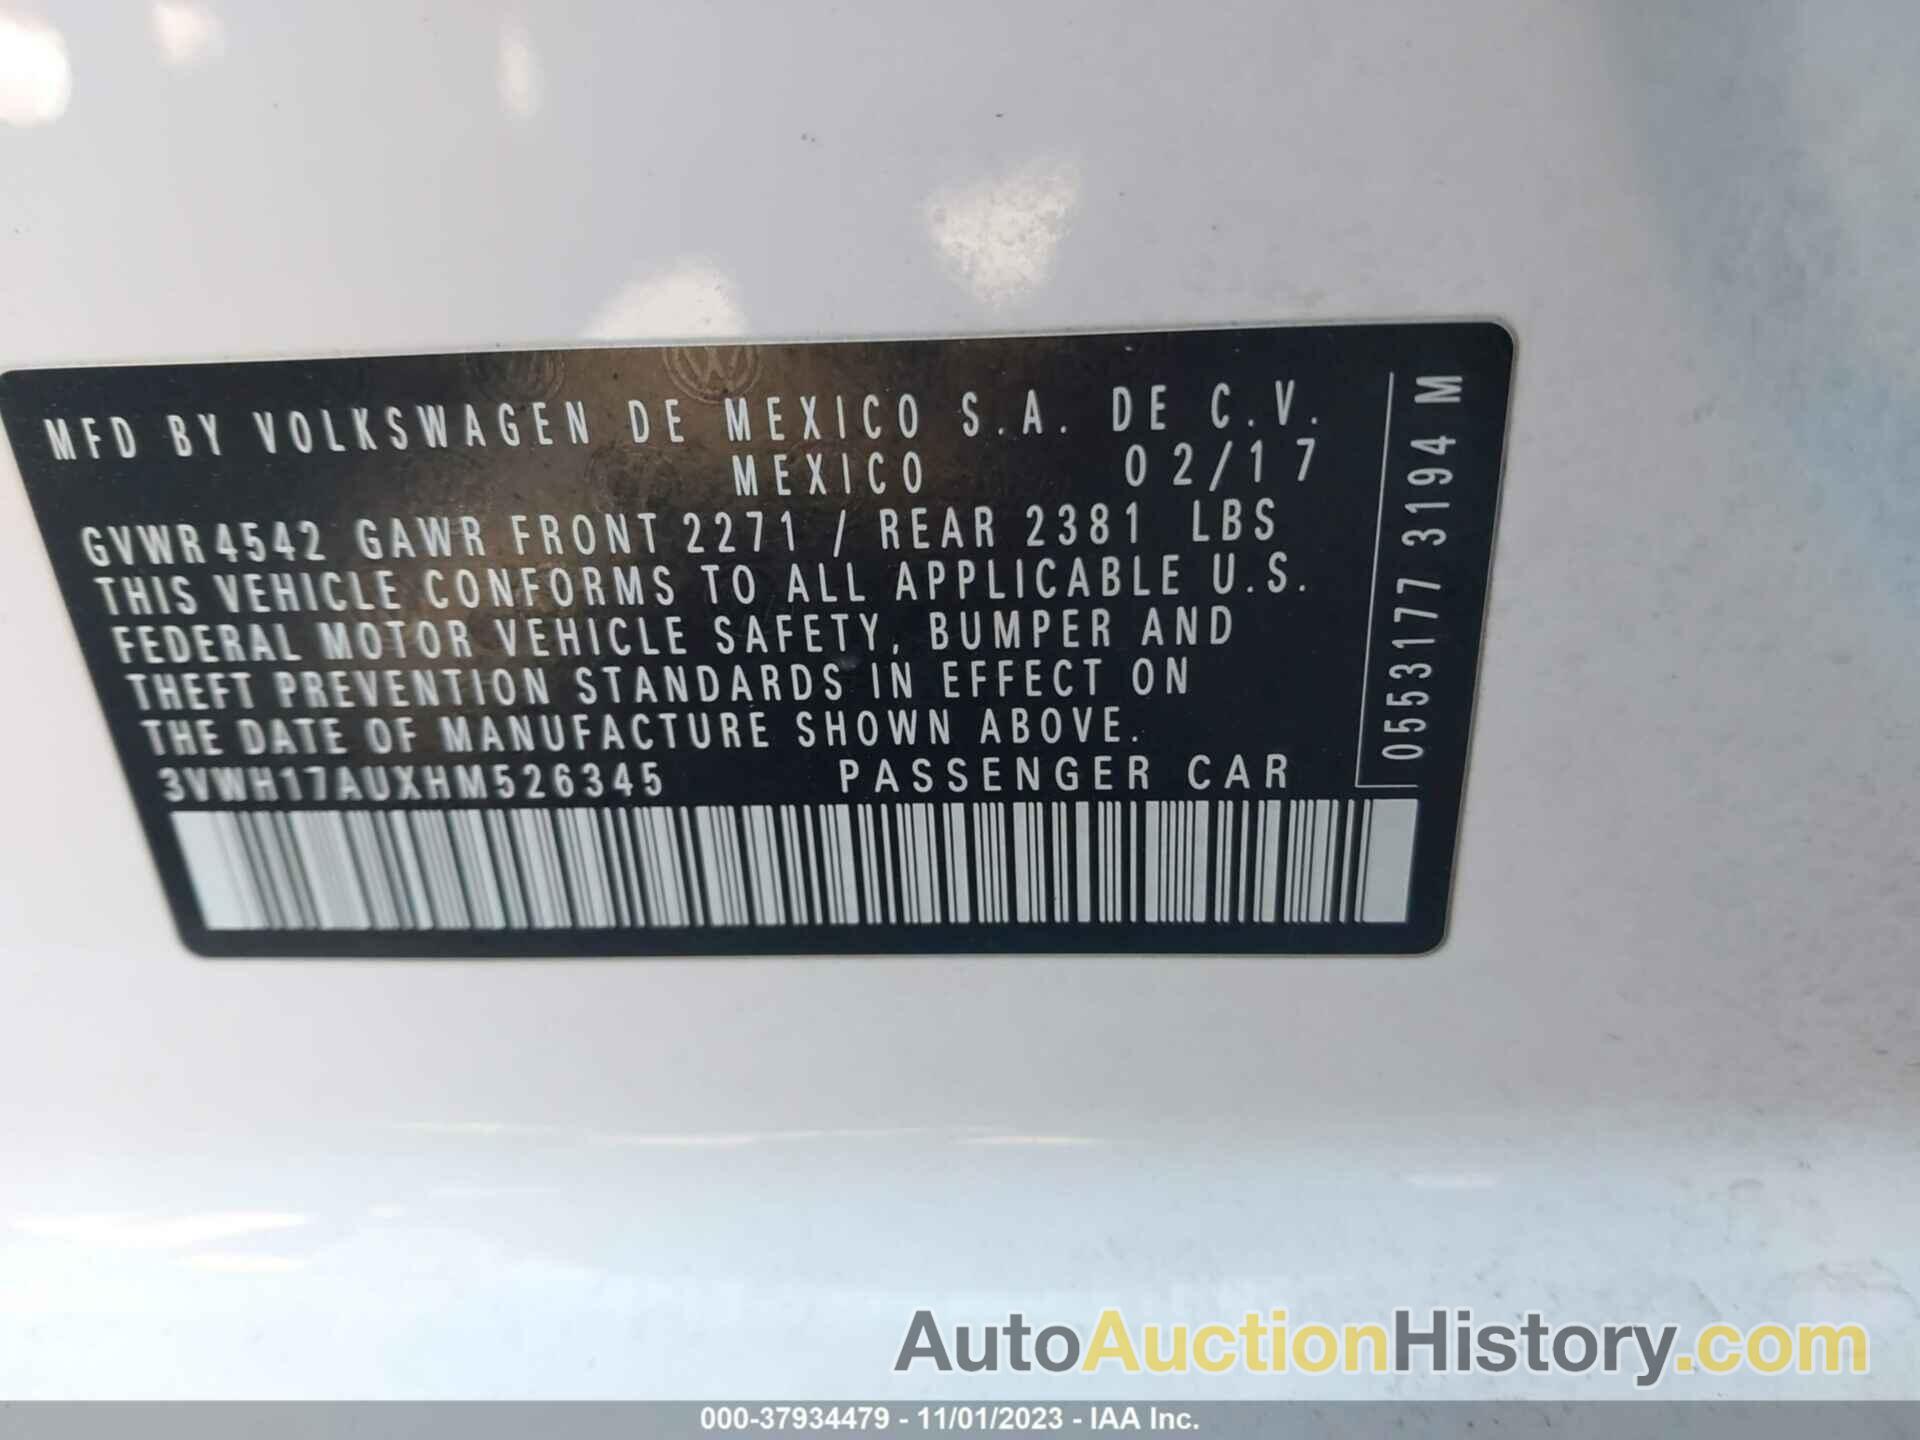 MFD BY VOLKSWAGEN DE MEXICO S.A. DE C.V.
MEXICO 02/17
GVWR 4542 GAWR FRONT 2271 / REAR 2381 LBS
THIS VEHICLE CONFORMS TO ALL APPLICABLE U.S.
FEDERAL MOTOR VEHICLE SAFETY, BUMPER AND
THEFT PREVENTION STANDARDS IN EFFECT ON
THE DATE OF MANUFACTURE SHOWN ABOVE.
3VWH17AUXHM526345 PASSENGER CAR
0553177 3194 M
AutoAuctionHistory.com
000-37934479 - 11/01/2023 - IAA Inc.